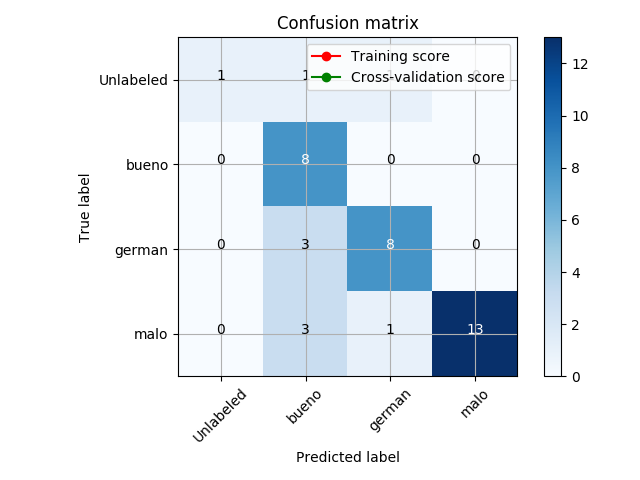 Confusion matrix
Training score
Cross-validation score
Unlabeled 1 1
bueno 0 8 0 0
german 0 3 8 0
malo 0 3 1 13
True label
Unlabeled bueno german malo
Predicted label
12
10
8
6
4
2
0